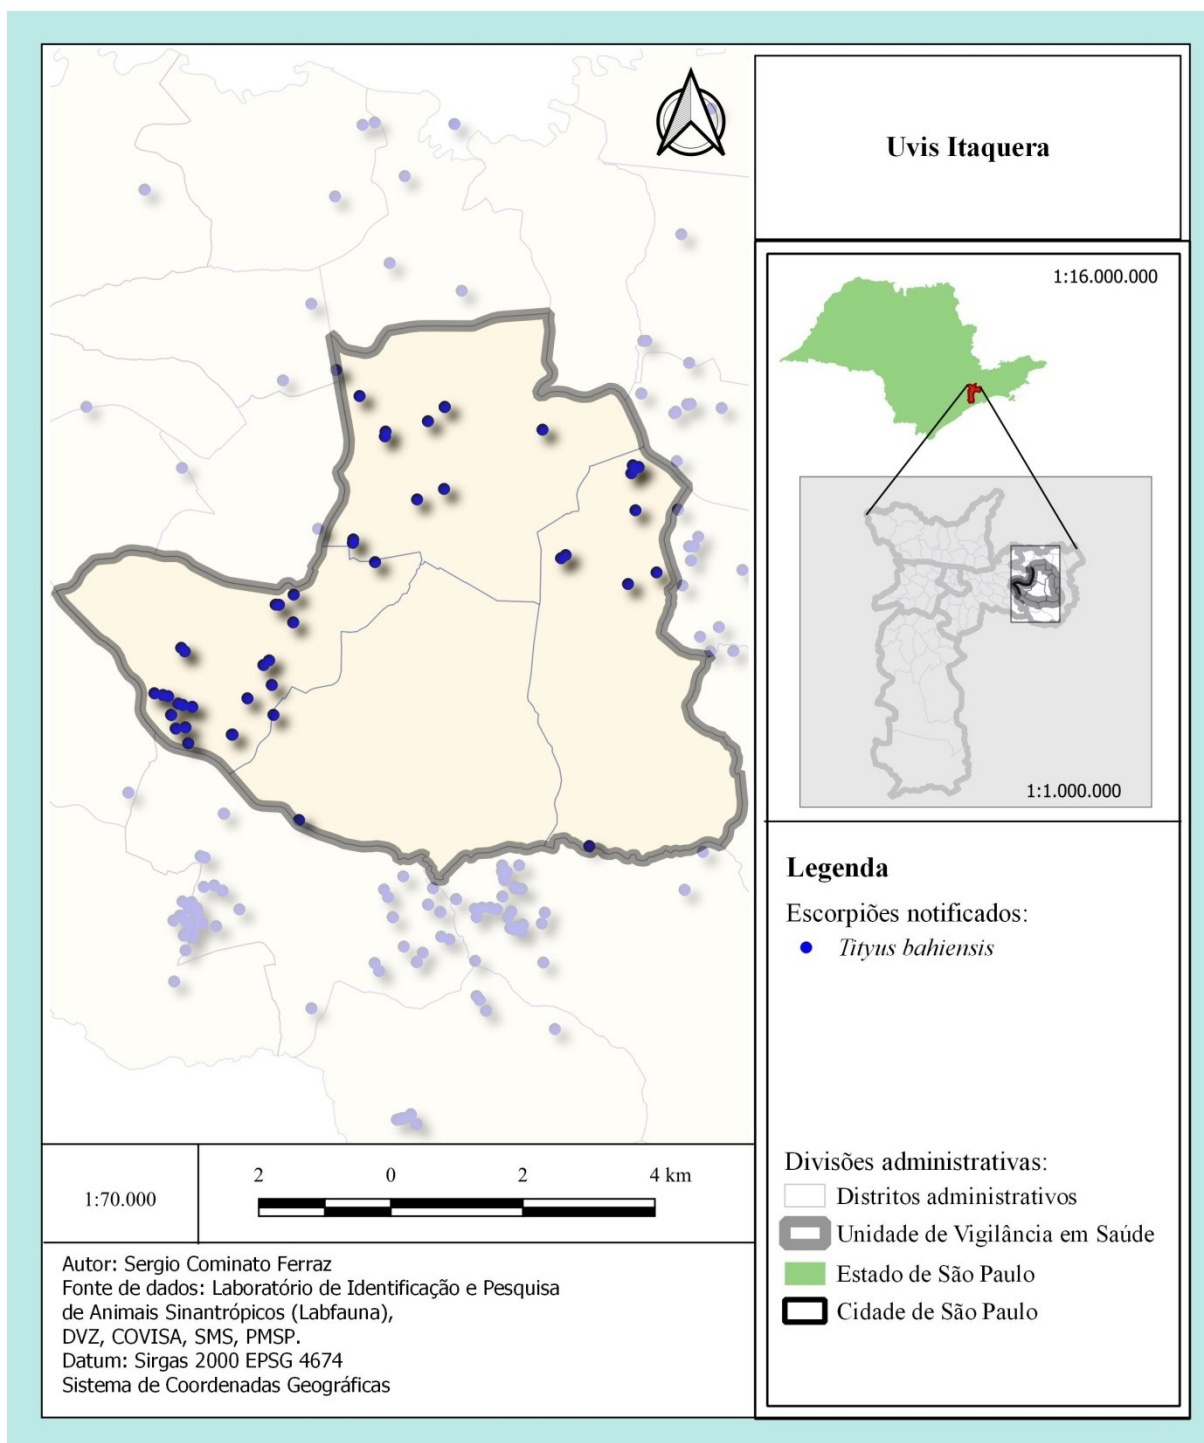 Uvis Itaquera
1:16.000.000
1:1.000.000
Legenda
Escorpiões notificados:
Tityus bahiensis
Divisões administrativas:
Distritos administrativos
Unidade de Vigilância em Saúde
Estado de São Paulo
Cidade de São Paulo
1:70.000
2 0 2 4 km
Autor: Sergio Cominato Ferraz
Fonte de dados: Laboratório de Identificação e Pesquisa
de Animais Sinantrópicos (Labfauna),
DVZ, COVISA, SMS, PMSP.
Datum: Sirgas 2000 EPSG 4674
Sistema de Coordenadas Geográficas